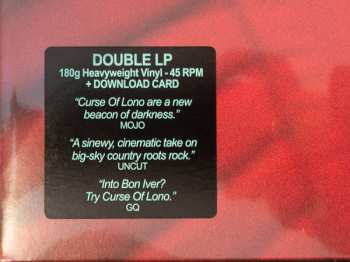 DOUBLE LP
180g Heavyweight Vinyl - 45 RPM
+ DOWNLOAD CARD
“Curse Of Lono are a new
beacon of darkness.”
MOJO
“A sinewy, cinematic take on
big-sky country roots rock.”
UNCUT
“Into Bon Iver?
Try Curse Of Lono.”
GQ